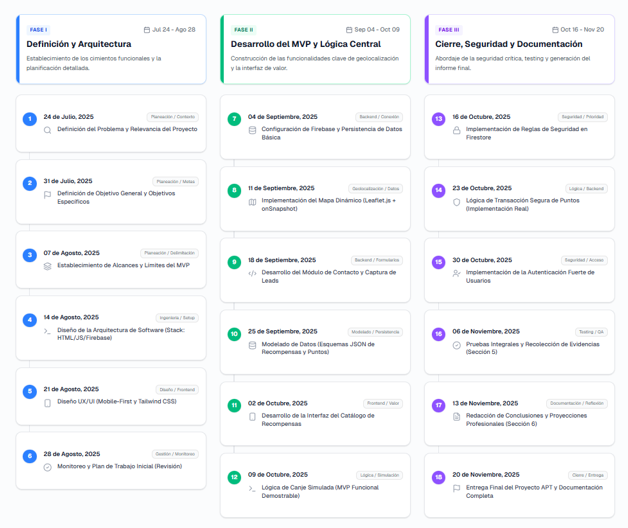 FASE I
Jul 24 - Ago 28
Definición y Arquitectura
Establecimiento de los cimientos funcionales y la
planificación detallada.
1
24 de Julio, 2025
Planeación / Contexto
Definición del Problema y Relevancia del Proyecto
2
31 de Julio, 2025
Planeación / Metas
Definición de Objetivo General y Objetivos
Específicos
3
07 de Agosto, 2025
Planeación / Delimitación
Establecimiento de Alcances y Límites del MVP
4
14 de Agosto, 2025
Ingeniería / Setup
Diseño de la Arquitectura de Software (Stack:
HTML/JS/Firebase)
5
21 de Agosto, 2025
Diseño / Frontend
Diseño UX/UI (Mobile-First y Tailwind CSS)
6
28 de Agosto, 2025
Gestión / Monitoreo
Monitoreo y Plan de Trabajo Inicial (Revisión)
FASE II
Sep 04 - Oct 09
Desarrollo del MVP y Lógica Central
Construcción de las funcionalidades clave de geolocalización
y la interfaz de valor.
7
04 de Septiembre, 2025
Backend / Conexión
Configuración de Firebase y Persistencia de Datos
Básica
8
11 de Septiembre, 2025
Geolocalización / Datos
Implementación del Mapa Dinámico (Leaflet.js +
onSnapshot)
9
18 de Septiembre, 2025
Backend / Formularios
Desarrollo del Módulo de Contacto y Captura de
Leads
10
25 de Septiembre, 2025
Modelado / Persistencia
Modelado de Datos (Esquemas JSON de
Recompensas y Puntos)
11
02 de Octubre, 2025
Frontend / Valor
Desarrollo de la Interfaz del Catálogo de
Recompensas
12
09 de Octubre, 2025
Lógica / Simulación
Lógica de Canje Simulada (MVP Funcional
Demostrable)
FASE III
Oct 16 - Nov 20
Cierre, Seguridad y Documentación
Abordaje de la seguridad crítica, testing y generación del
informe final.
13
16 de Octubre, 2025
Seguridad / Prioridad
Implementación de Reglas de Seguridad en
Firestore
14
23 de Octubre, 2025
Lógica / Backend
Lógica de Transacción Segura de Puntos
(Implementación Real)
15
30 de Octubre, 2025
Seguridad / Acceso
Implementación de la Autenticación Fuerte de
Usuarios
16
06 de Noviembre, 2025
Testing / QA
Pruebas Integrales y Recolección de Evidencias
(Sección 5)
17
13 de Noviembre, 2025
Documentación / Reflexión
Redacción de Conclusiones y Proyecciones
Profesionales (Sección 6)
18
20 de Noviembre, 2025
Cierre / Entrega
Entrega Final del Proyecto APT y Documentación
Completa